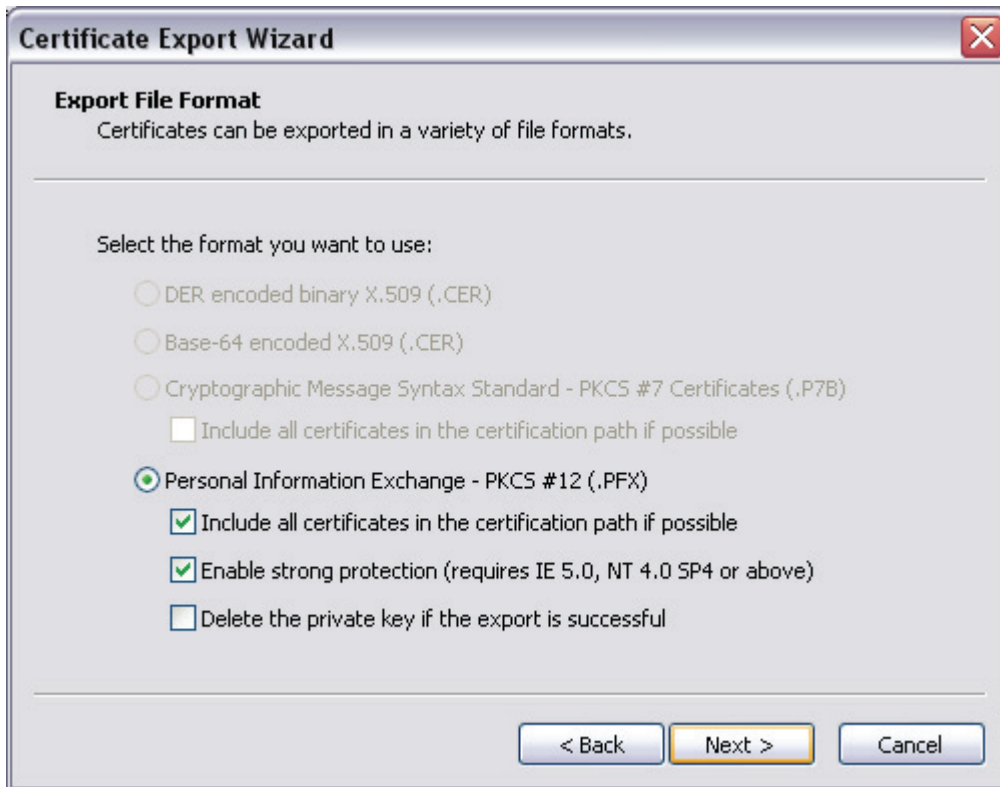 Certificate Export Wizard
Export File Format
Certificates can be exported in a variety of file formats.
Select the format you want to use:
DER encoded binary X.509 (.CER)
Base-64 encoded X.509 (.CER)
Cryptographic Message Syntax Standard - PKCS #7 Certificates (.P7B)
Include all certificates in the certification path if possible
Personal Information Exchange - PKCS #12 (.PFX)
Include all certificates in the certification path if possible
Enable strong protection (requires IE 5.0, NT 4.0 SP4 or above)
Delete the private key if the export is successful
< Back Next > Cancel